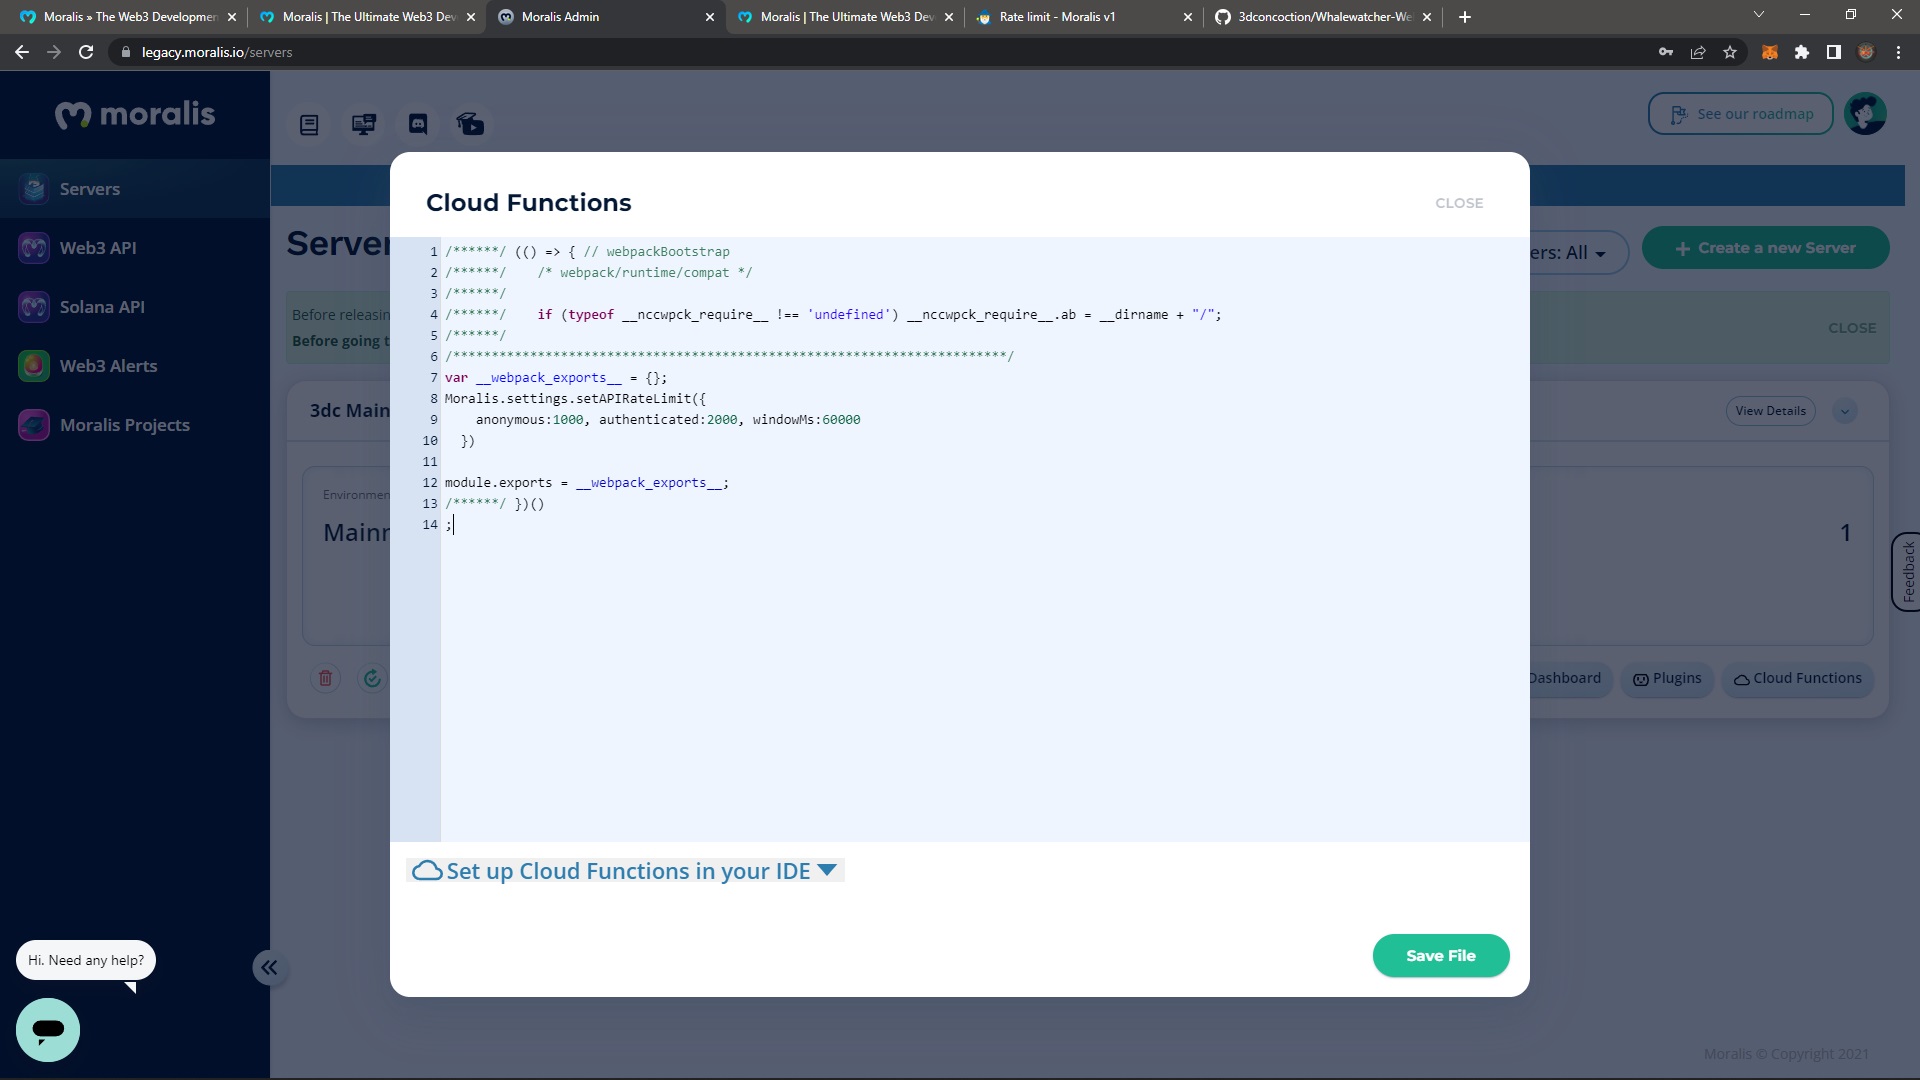 Moralis » The Web3 Developmen
Moralis | The Ultimate Web3 Dev
Moralis Admin
Moralis | The Ultimate Web3 Dev
Rate limit - Moralis v1
3dconcoction/Whalewatcher-We
legacy.moralis.io/servers
moralis
See our roadmap
Servers
Web3 API
Solana API
Web3 Alerts
Moralis Projects
Server
ers: All
+ Create a new Server
Before releasin
Before going t
CLOSE
3dc Main
View Details
Environmen
Mainn
1
Dashboard
Plugins
Cloud Functions
Feedback
Cloud Functions
CLOSE
1 /******/ (() => { // webpackBootstrap
2 /******/    /* webpack/runtime/compat */
3 /******/
4 /******/    if (typeof __nccwpck_require__ !== 'undefined') __nccwpck_require__.ab = __dirname + "/";
5 /******/
6 /************************************************************************/
7 var __webpack_exports__ = {};
8 Moralis.settings.setAPIRateLimit({
9     anonymous:1000, authenticated:2000, windowMs:60000
10   })
11
12 module.exports = __webpack_exports__;
13 /******/ })()
14 ;
Set up Cloud Functions in your IDE
Save File
Hi. Need any help?
Moralis © Copyright 2021